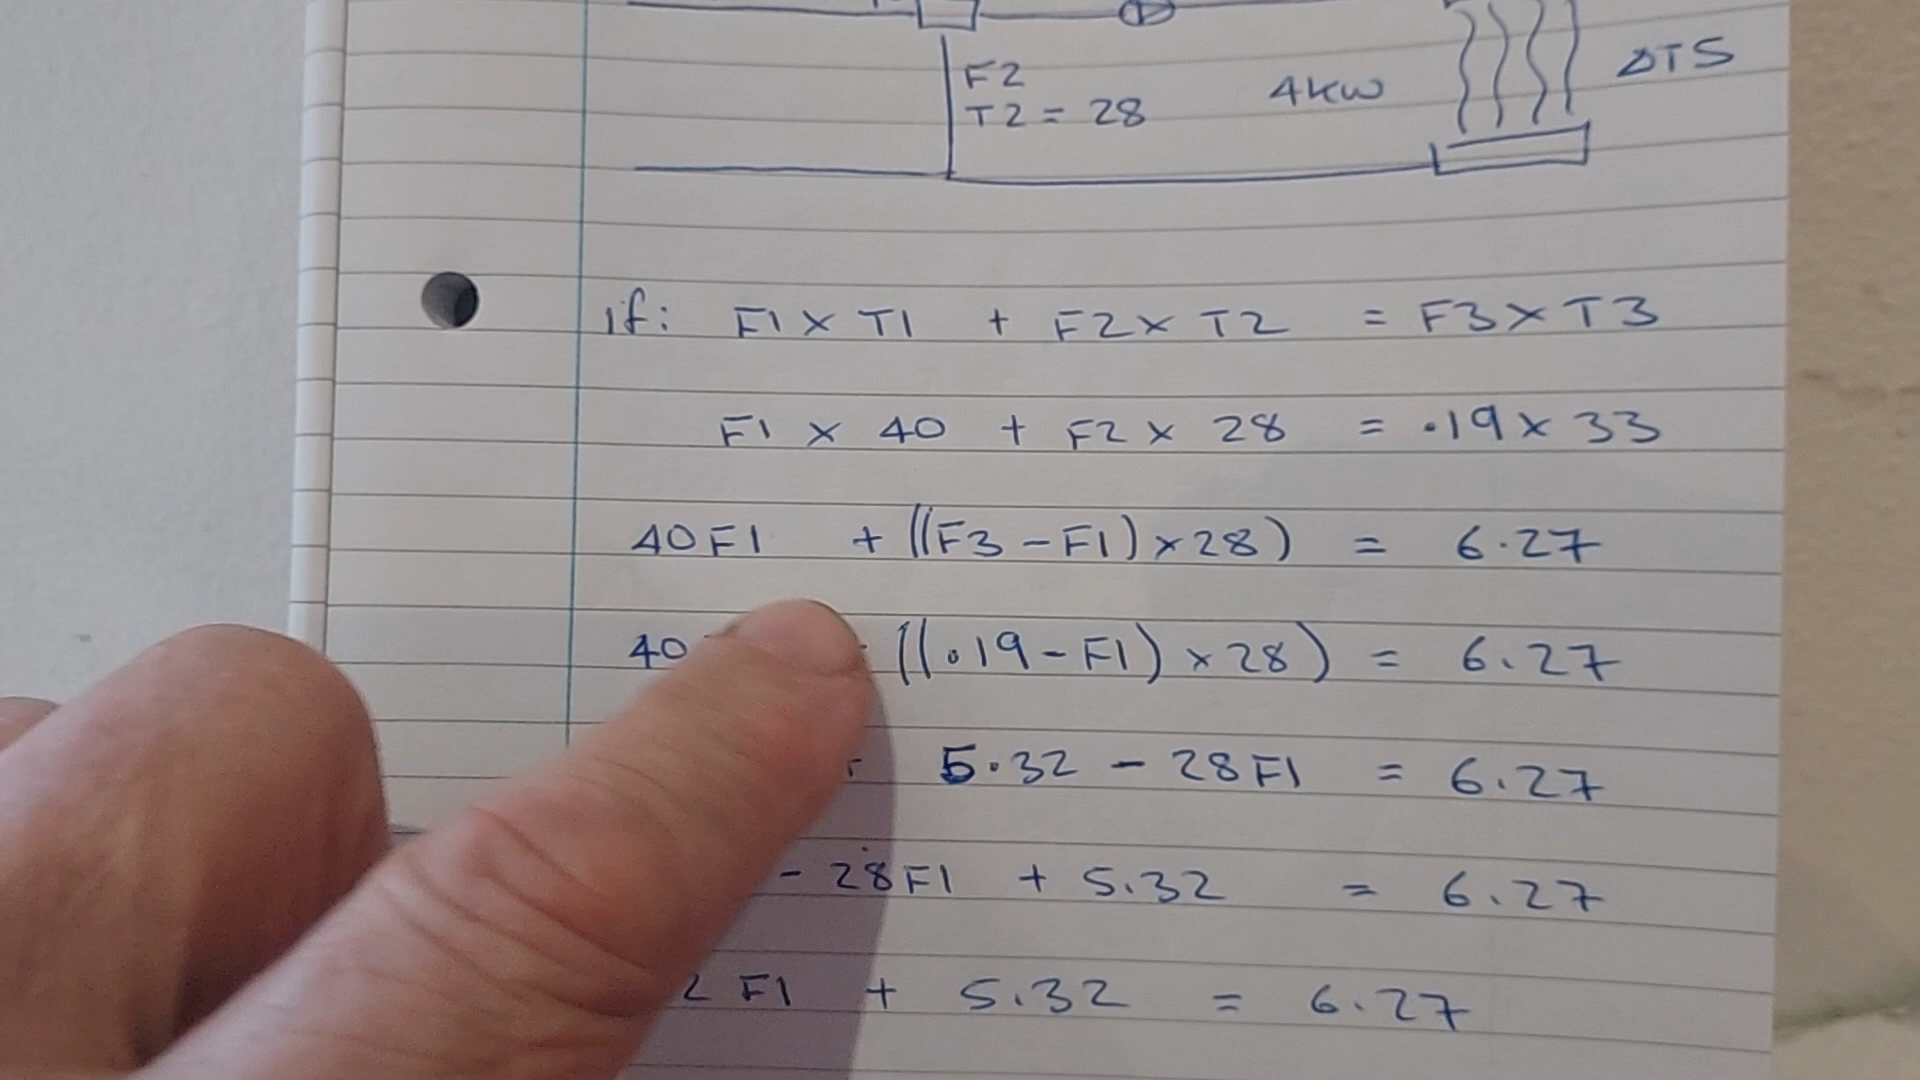 F2
T2 = 28
4KW
ΔT5
if: F1 x T1 + F2 x T2 = F3 x T3
F1 x 40 + F2 x 28 = .19 x 33
40F1 + ((F3 - F1) x 28) = 6.27
40 ((.19 - F1) x 28) = 6.27
5.32 - 28F1 = 6.27
- 28F1 + 5.32 = 6.27
2 F1 + 5.32 = 6.27